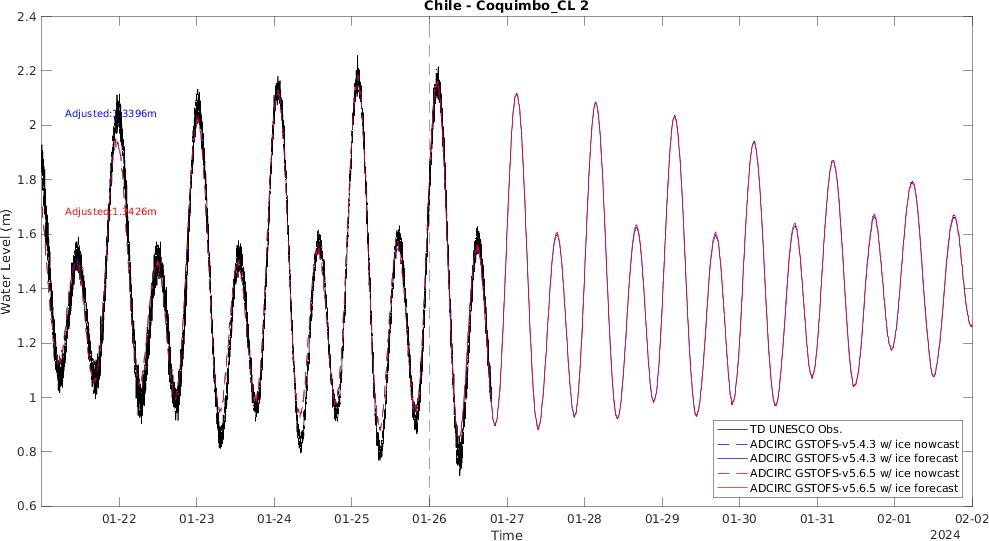 Chile - Coquimbo_CL 2
2.4
2.2
2
1.8
1.6
1.4
1.2
1
0.8
0.6
Water Level (m)
Adjusted:1.3396m
Adjusted:1.3426m
TD UNESCO Obs.
ADCIRC GSTOFS-v5.4.3 w/ ice nowcast
ADCIRC GSTOFS-v5.4.3 w/ ice forecast
ADCIRC GSTOFS-v5.6.5 w/ ice nowcast
ADCIRC GSTOFS-v5.6.5 w/ ice forecast
01-22 01-23 01-24 01-25 01-26 01-27 01-28 01-29 01-30 01-31 02-01 02-02
Time
2024